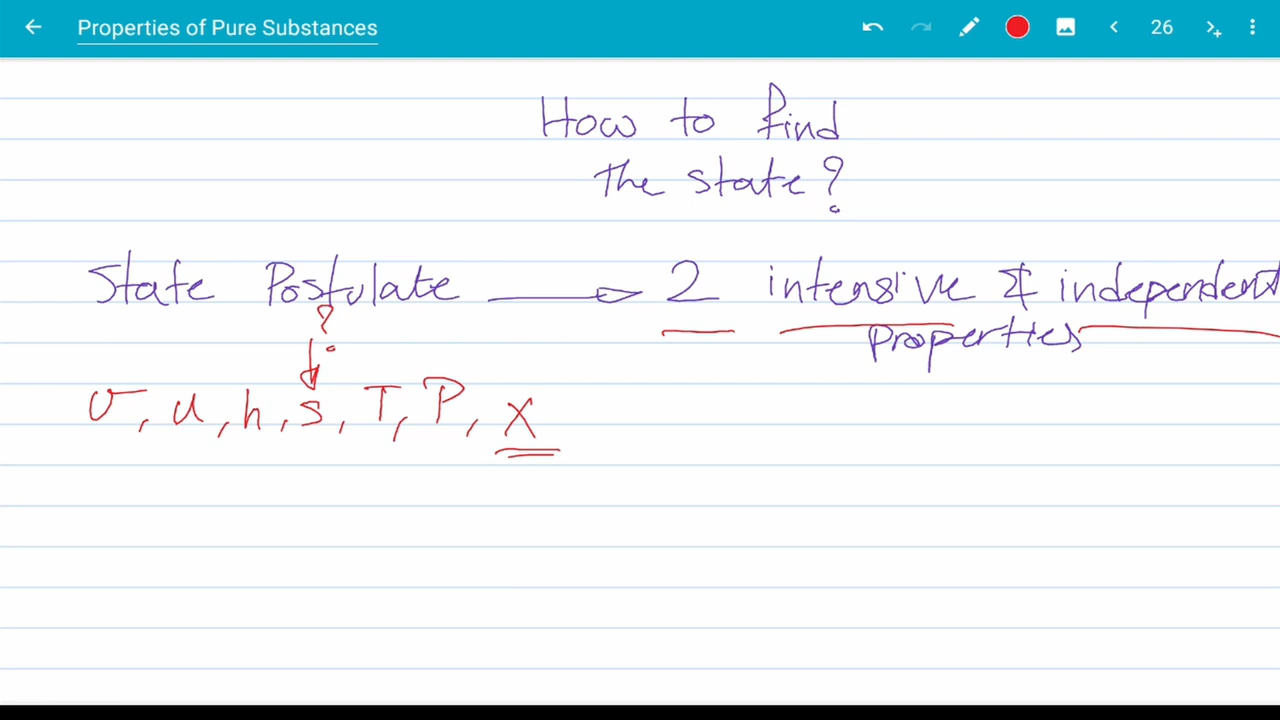 Properties of Pure Substances
26
How to find
the state?
State Postulate → 2 intensive & independent
properties
?
v, u, h, s, T, P, x